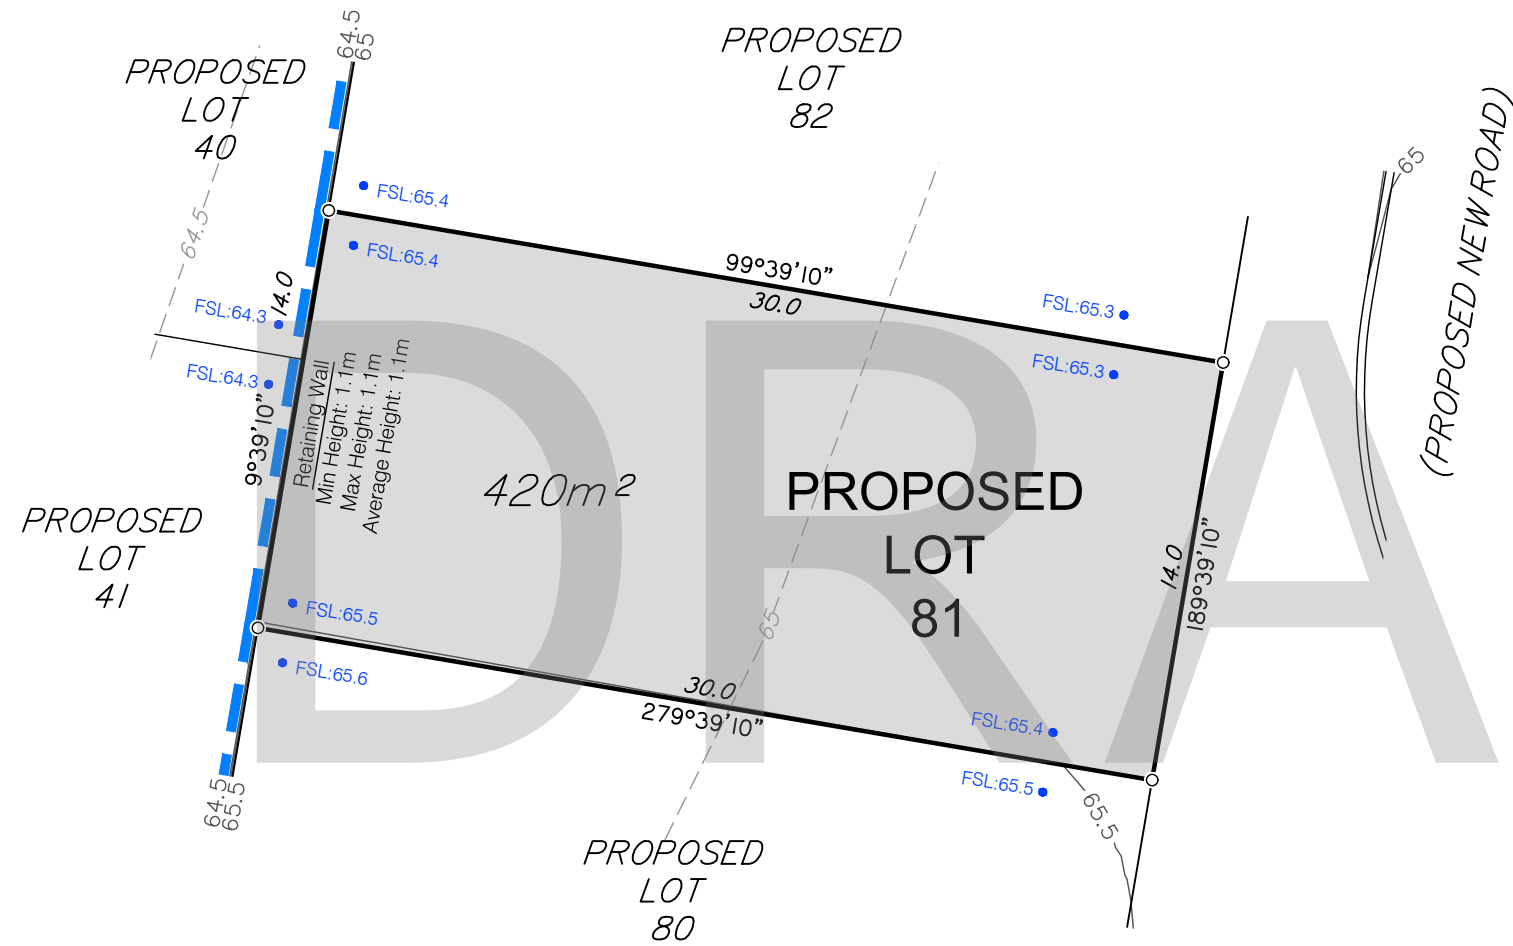 64.5
65
PROPOSED
LOT
40
PROPOSED
LOT
82
(PROPOSED NEW ROAD)
65
64.5
FSL:65.4
FSL:65.4
99°39'10"
30.0
FSL:65.3
FSL:65.3
FSL:64.3
14.0
FSL:64.3
9°39'10"
Retaining Wall
Min Height: 1.1m
Max Height: 1.1m
Average Height: 1.1m
420m²
PROPOSED
LOT
81
14.0
189°39'10"
PROPOSED
LOT
41
FSL:65.5
FSL:65.6
65
30.0
279°39'10"
FSL:65.4
FSL:65.5
65.5
64.5
65.5
PROPOSED
LOT
80
DRA